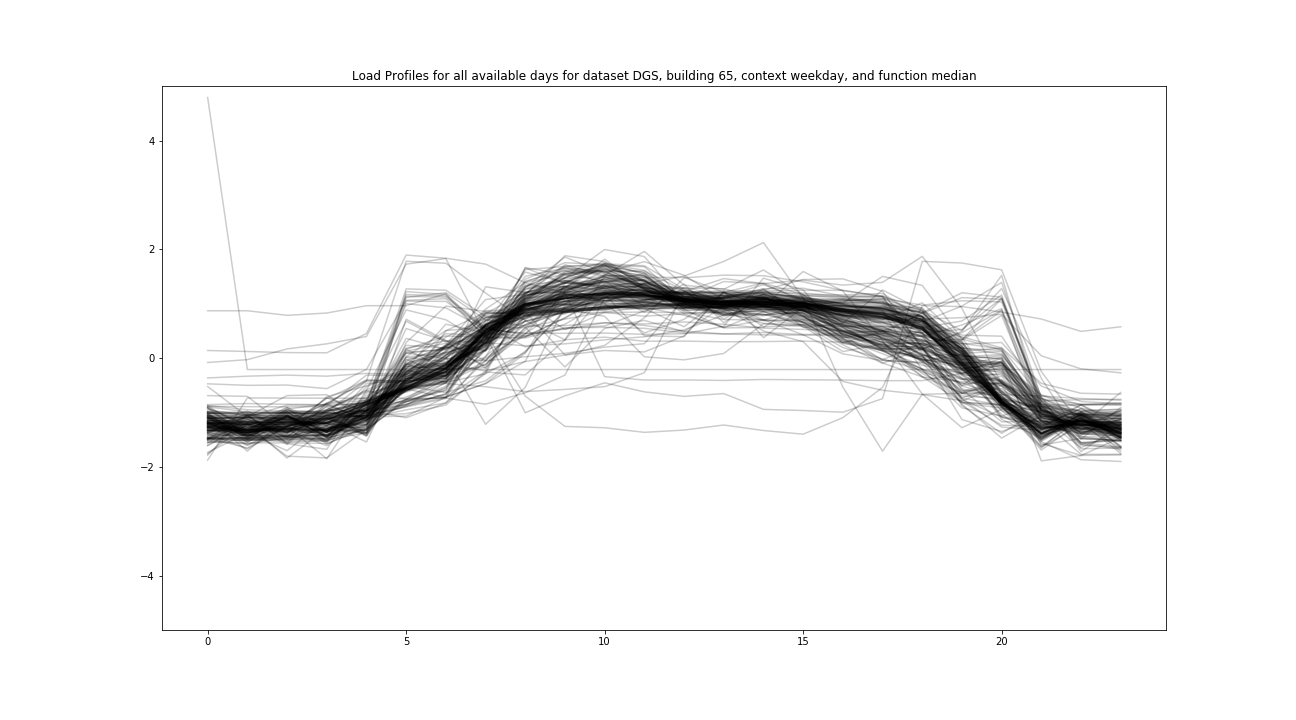 Load Profiles for all available days for dataset DGS, building 65, context weekday, and function median
4
2
0
−2
−4
0 5 10 15 20